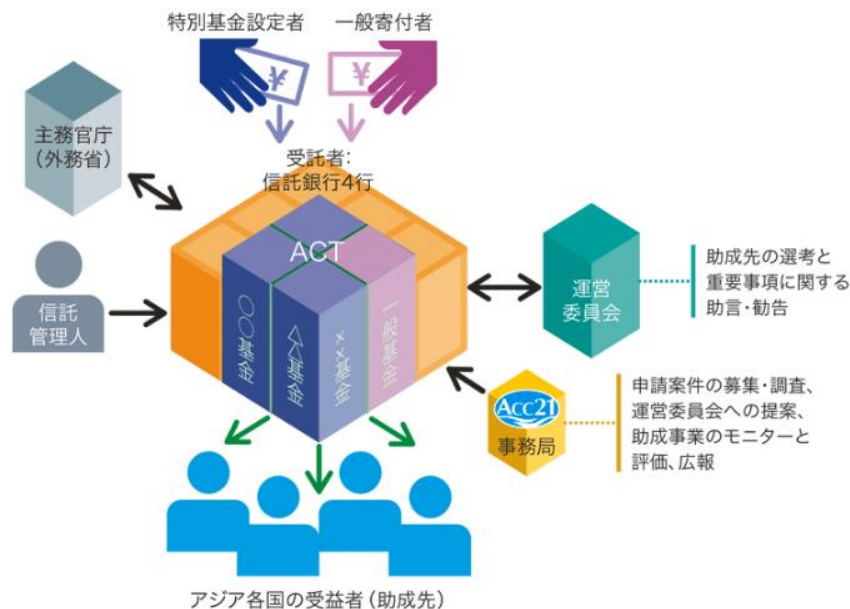 特別基金設定者
一般寄付者
¥
¥
主務官庁
（外務省）
受託者：
信託銀行4行
ACT
○○基金
△△基金
××基金
一般基金
信託
管理人
運営
委員会
助成先の選考と
重要事項に関する
助言・勧告
ACC21
事務局
申請案件の募集・調査、
運営委員会への提案、
助成事業のモニターと
評価、広報
アジア各国の受益者（助成先）